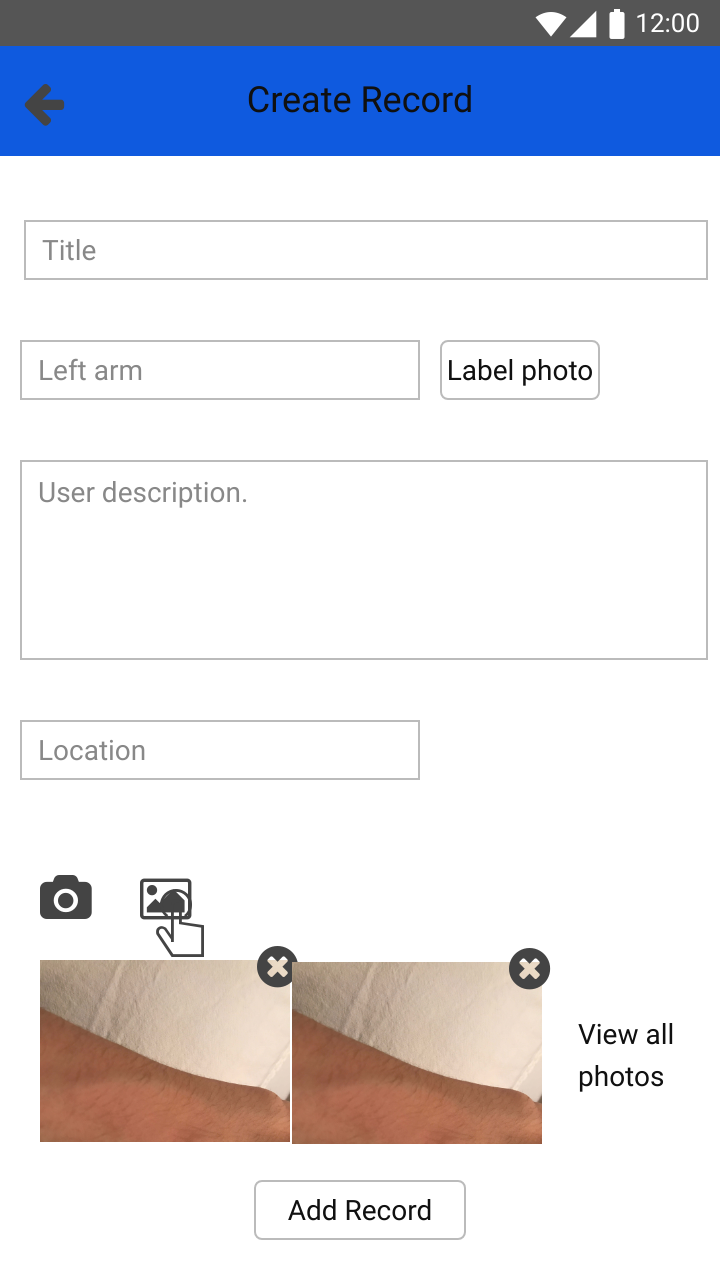 12:00
Create Record
Title
Left arm
Label photo
User description.
Location
View all
photos
Add Record